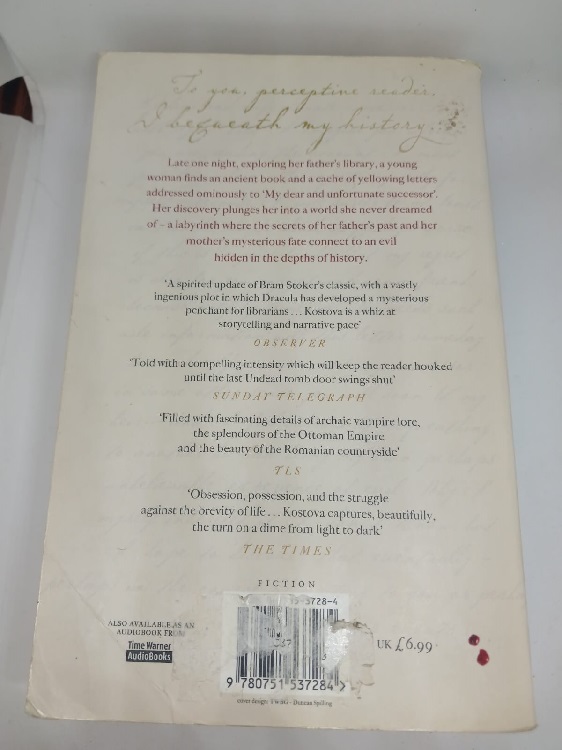 To you, perceptive reader,
I bequeath my history.
Late one night, exploring her father's library, a young
woman finds an ancient book and a cache of yellowing letters
addressed ominously to 'My dear and unfortunate successor'.
Her discovery plunges her into a world she never dreamed
of – a labyrinth where the secrets of her father's past and her
mother's mysterious fate connect to an evil
hidden in the depths of history.
'A spirited update of Bram Stoker's classic, with a vastly
ingenious plot in which Dracula has developed a mysterious
penchant for librarians . . . Kostova is a whiz at
storytelling and narrative pace'
OBSERVER
'Told with a compelling intensity which will keep the reader hooked
until the last Undead tomb door swings shut'
SUNDAY TELEGRAPH
'Filled with fascinating details of archaic vampire lore,
the splendours of the Ottoman Empire
and the beauty of the Romanian countryside'
TLS
'Obsession, possession, and the struggle
against the brevity of life . . . Kostova captures, beautifully,
the turn on a dime from light to dark'
THE TIMES
FICTION
3728-4
ALSO AVAILABLE AS AN
AUDIOBOOK FROM
Time Warner
AudioBooks
UK £6.99
9 780751 537284 >
cover design: TWBG - Duncan Spilling